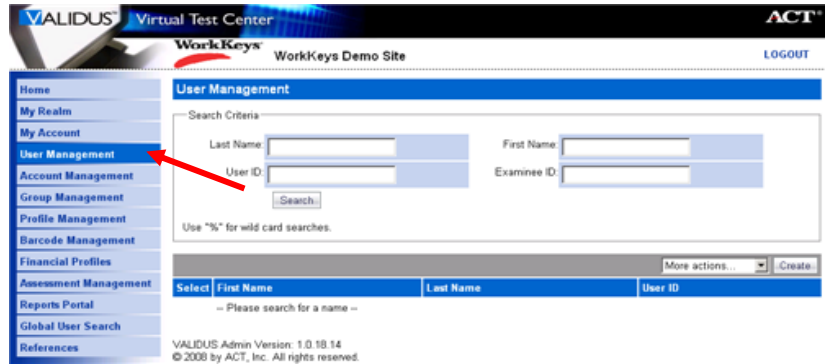 VALIDUS™ Virtual Test Center ACT®
WorkKeys® WorkKeys Demo Site LOGOUT
Home
My Realm
My Account
User Management
Account Management
Group Management
Profile Management
Barcode Management
Financial Profiles
Assessment Management
Reports Portal
Global User Search
References
User Management
Search Criteria
Last Name: First Name:
User ID: Examinee ID:
Search
Use "%" for wild card searches.
More actions... Create
Select First Name Last Name User ID
-- Please search for a name --
VALIDUS Admin Version: 1.0.18.14
© 2008 by ACT, Inc. All rights reserved.